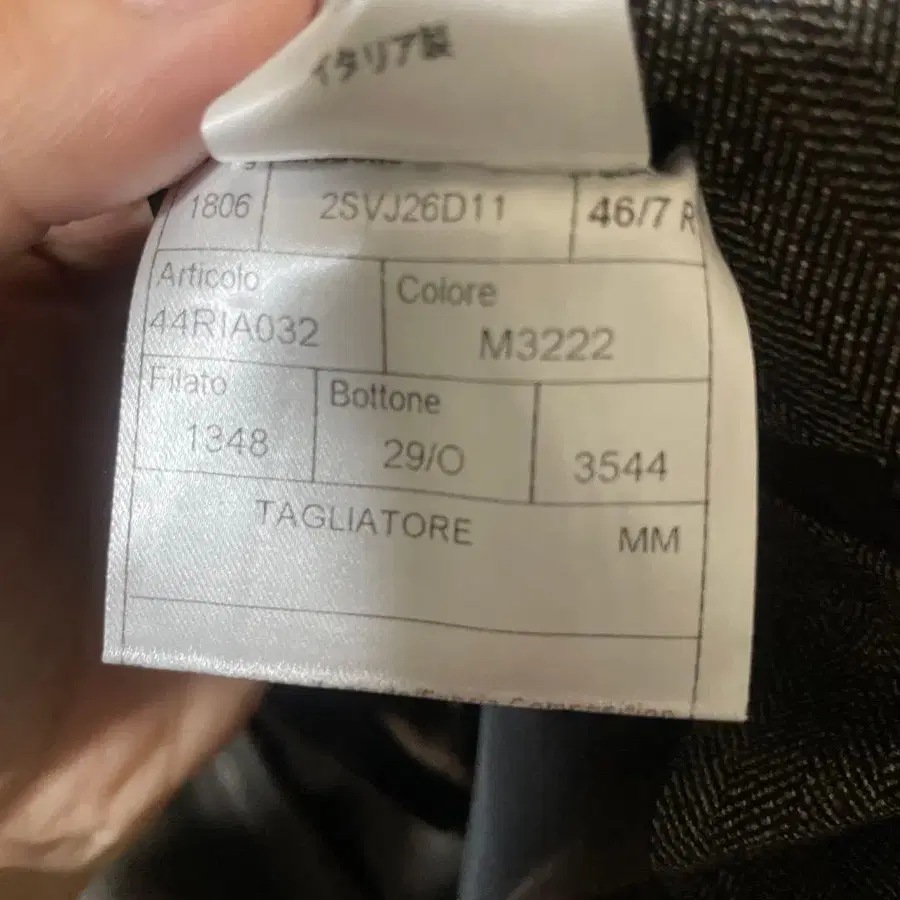 イタリア製
1806 2SVJ26D11 46/7 R
Articolo Colore
44RIA032 M3222
Filato Bottone
1348 29/O 3544
TAGLIATORE MM
Composition